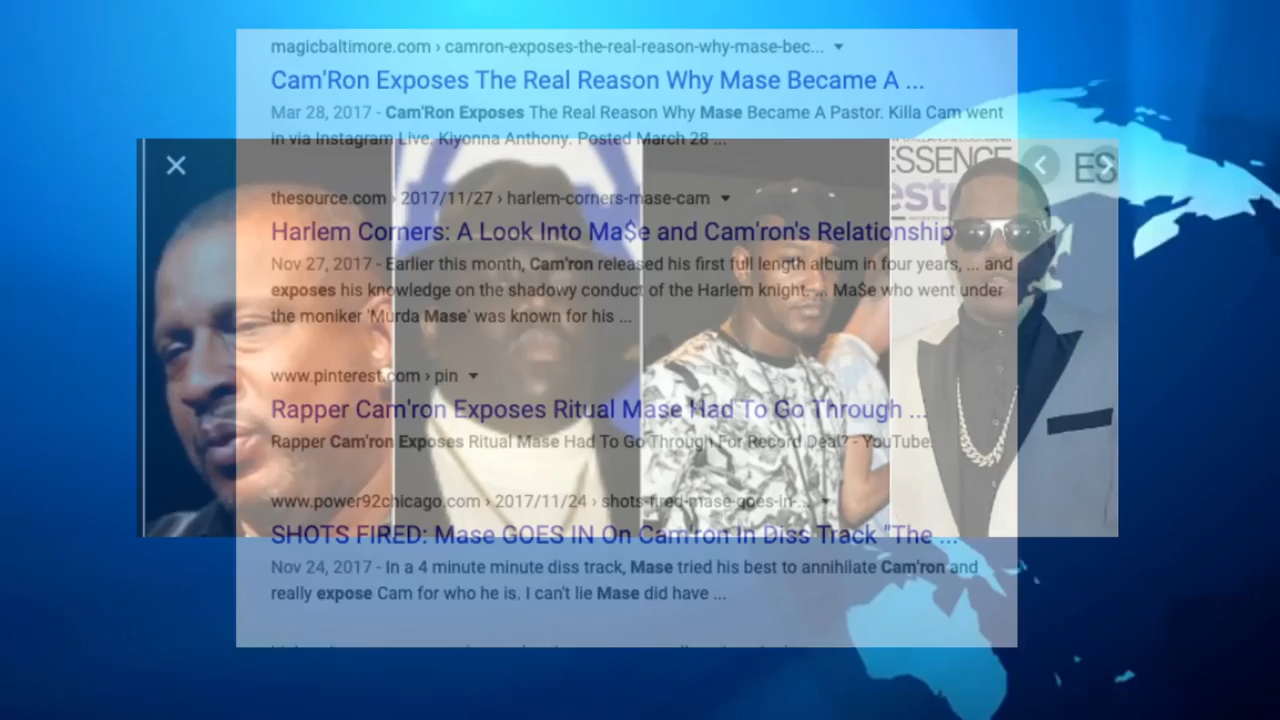 magicbaltimore.com › camron-exposes-the-real-reason-why-mase-bec...
Cam'Ron Exposes The Real Reason Why Mase Became A ...
Mar 28, 2017 - Cam'Ron Exposes The Real Reason Why Mase Became A Pastor. Killa Cam went
in via Instagram Live. Kiyonna Anthony. Posted March 28 ...
ESSENCE
ES
est
thesource.com › 2017/11/27 › harlem-corners-mase-cam
Harlem Corners: A Look Into Ma$e and Cam'ron's Relationship
Nov 27, 2017 - Earlier this month, Cam'ron released his first full length album in four years, ... and
exposes his knowledge on the shadowy conduct of the Harlem knight. ... Ma$e who went under
the moniker 'Murda Mase' was known for his ...
www.pinterest.com › pin
Rapper Cam'ron Exposes Ritual Mase Had To Go Through ...
Rapper Cam'ron Exposes Ritual Mase Had To Go Through For Record Deal? - YouTube.
www.power92chicago.com › 2017/11/24 › shots-fired-mase-goes-in-...
SHOTS FIRED: Mase GOES IN On Cam'ron In Diss Track "The ...
Nov 24, 2017 - In a 4 minute minute diss track, Mase tried his best to annihilate Cam'ron and
really expose Cam for who he is. I can't lie Mase did have ...